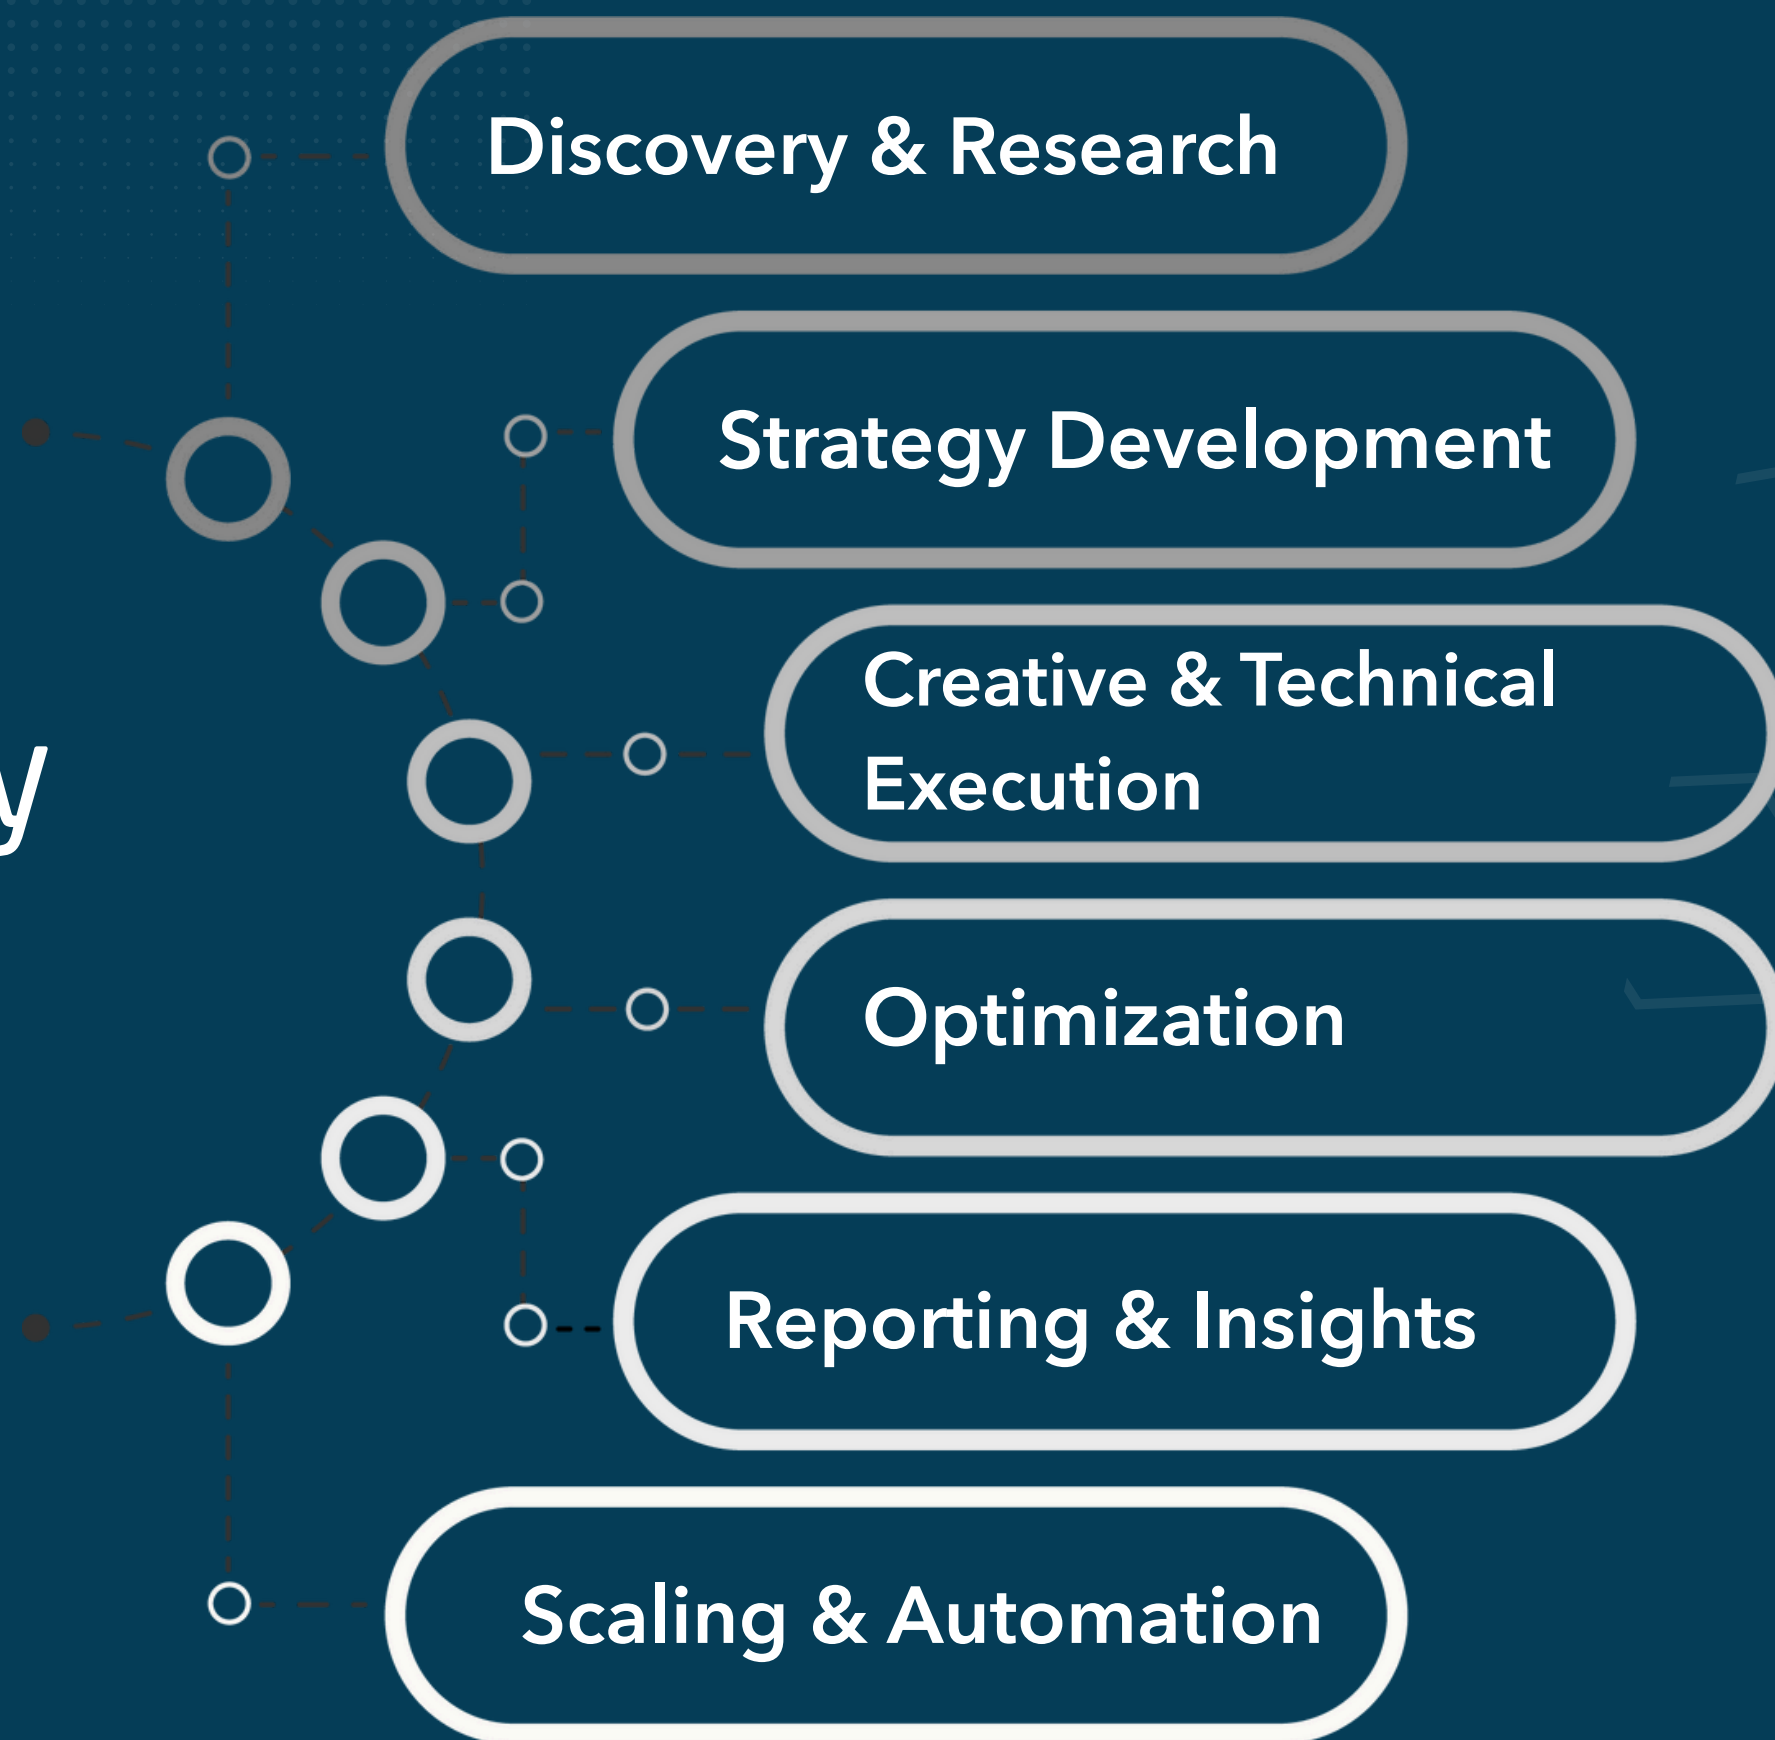 Discovery & Research
Strategy Development
Creative & Technical
Execution
y
Optimization
Reporting & Insights
Scaling & Automation